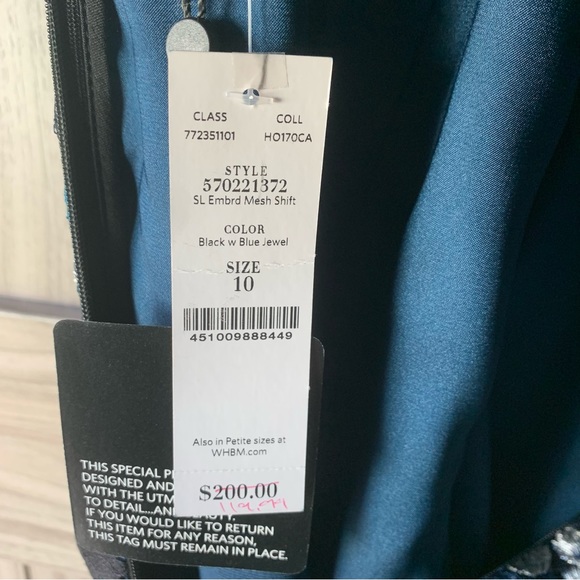 CLASS COLL
772351101 HO170CA
STYLE
570221372
SL Embrd Mesh Shift
COLOR
Black w Blue Jewel
SIZE
10
451009888449
Also in Petite sizes at
WHBM.com
$200.00
THIS SPECIAL
DESIGNED AND
WITH THE
TO DETAIL...
IF YOU WOULD LIKE TO RETURN
THIS ITEM FOR ANY REASON,
THIS TAG MUST REMAIN IN PLACE.